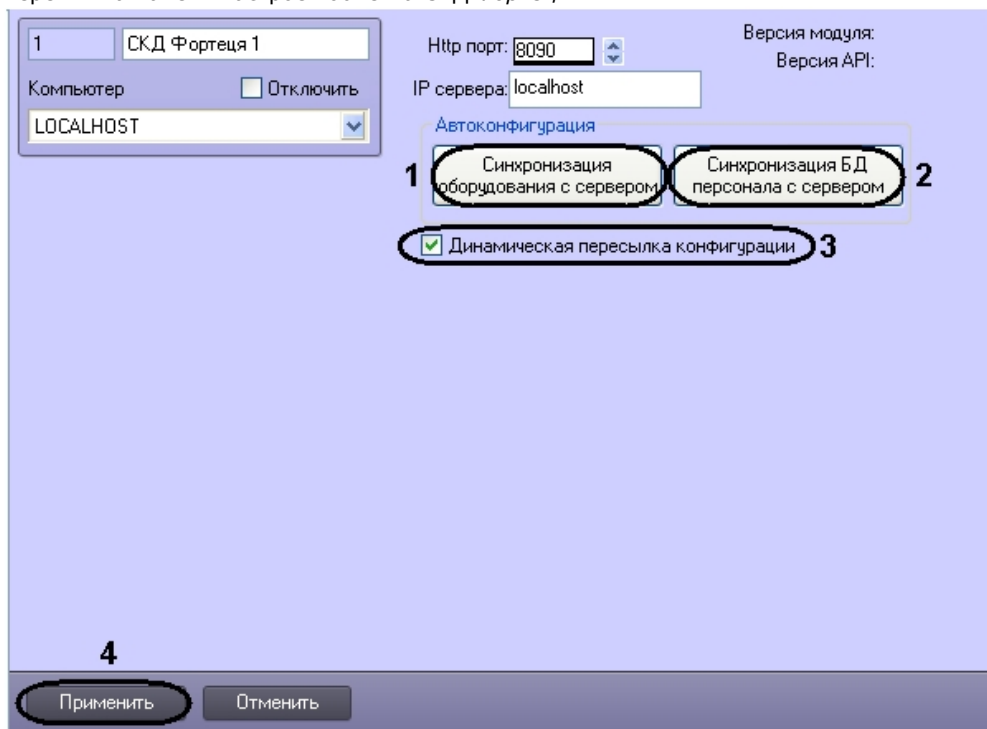 1 СКД Фортеця 1
Компьютер Отключить
LOCALHOST
Http порт: 8090
IP сервера: localhost
Версия модуля:
Версия API:
Автоконфигурация
1
Синхронизация
оборудования с сервером
Синхронизация БД
персонала с сервером
2
Динамическая пересылка конфигурации 3
4
Применить Отменить